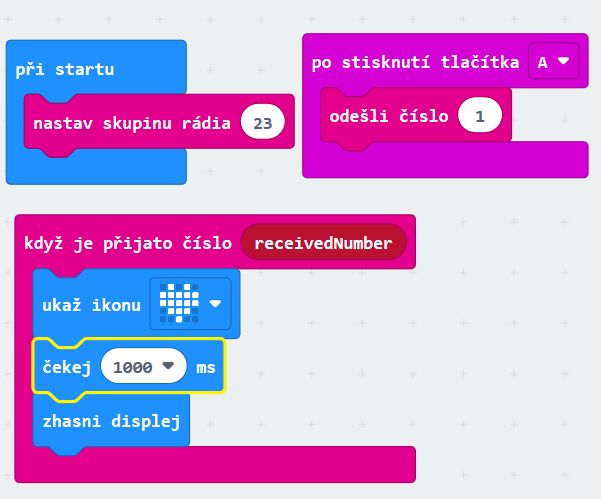 při startu
nastav skupinu rádia 23
po stisknutí tlačítka A
odešli číslo 1
když je přijato číslo receivedNumber
ukaž ikonu
čekej 1000 ms
zhasni displej